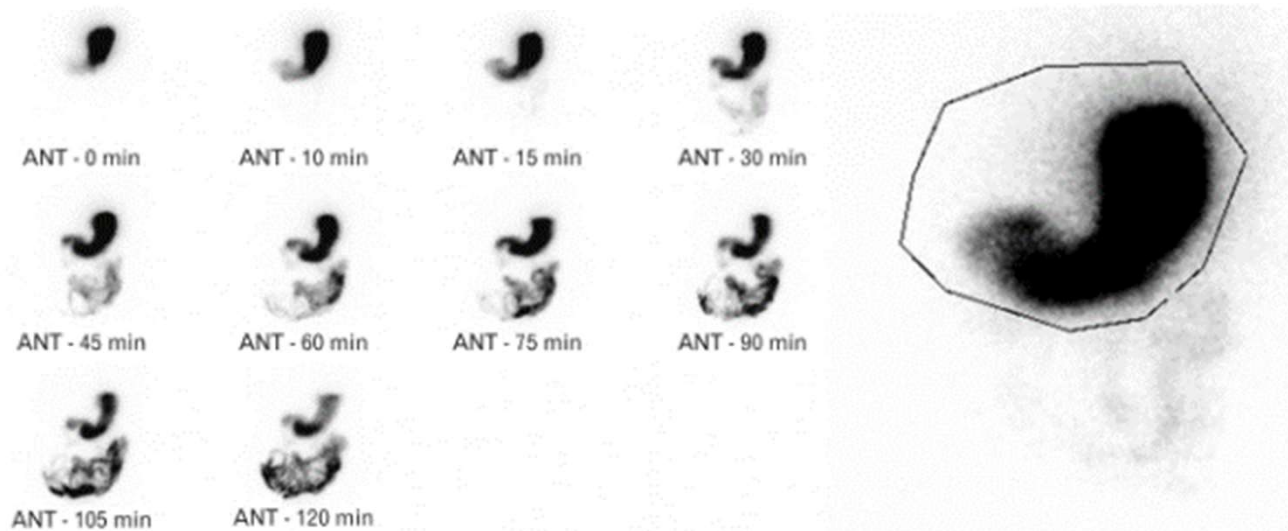 ANT - 0 min
ANT - 10 min
ANT - 15 min
ANT - 30 min
ANT - 45 min
ANT - 60 min
ANT - 75 min
ANT - 90 min
ANT - 105 min
ANT - 120 min